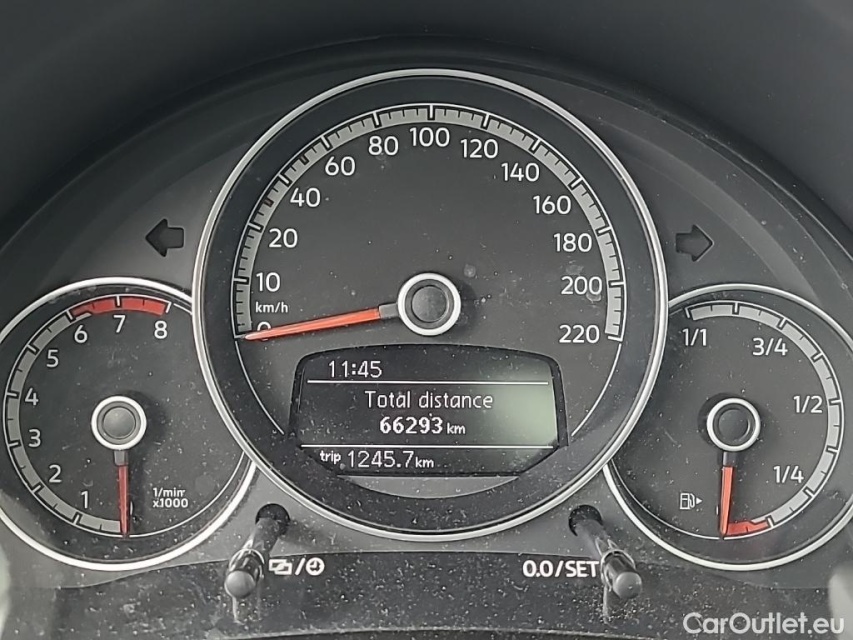 100
80 120
60 140
40 160
20 180
10 200
km/h
0 220
11:45
Total distance
66293 km
trip 1245.7 km
6 7 8
5
4
3
2
1
1/min
x1000
1/1
3/4
1/2
1/4
0.0/SET
CarOutlet.eu